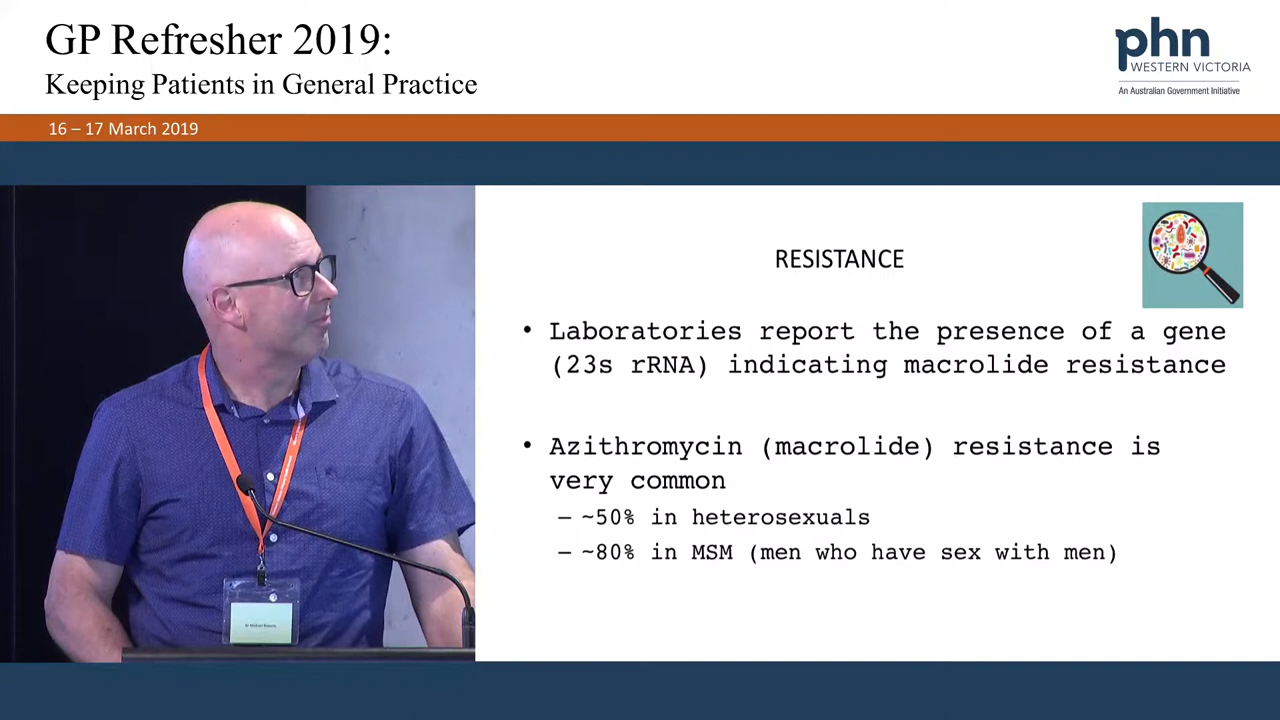 GP Refresher 2019:
Keeping Patients in General Practice
phn
WESTERN VICTORIA
An Australian Government Initiative
16 – 17 March 2019
RESISTANCE
• Laboratories report the presence of a gene
(23s rRNA) indicating macrolide resistance
• Azithromycin (macrolide) resistance is
very common
– ~50% in heterosexuals
– ~80% in MSM (men who have sex with men)
Dr Michael